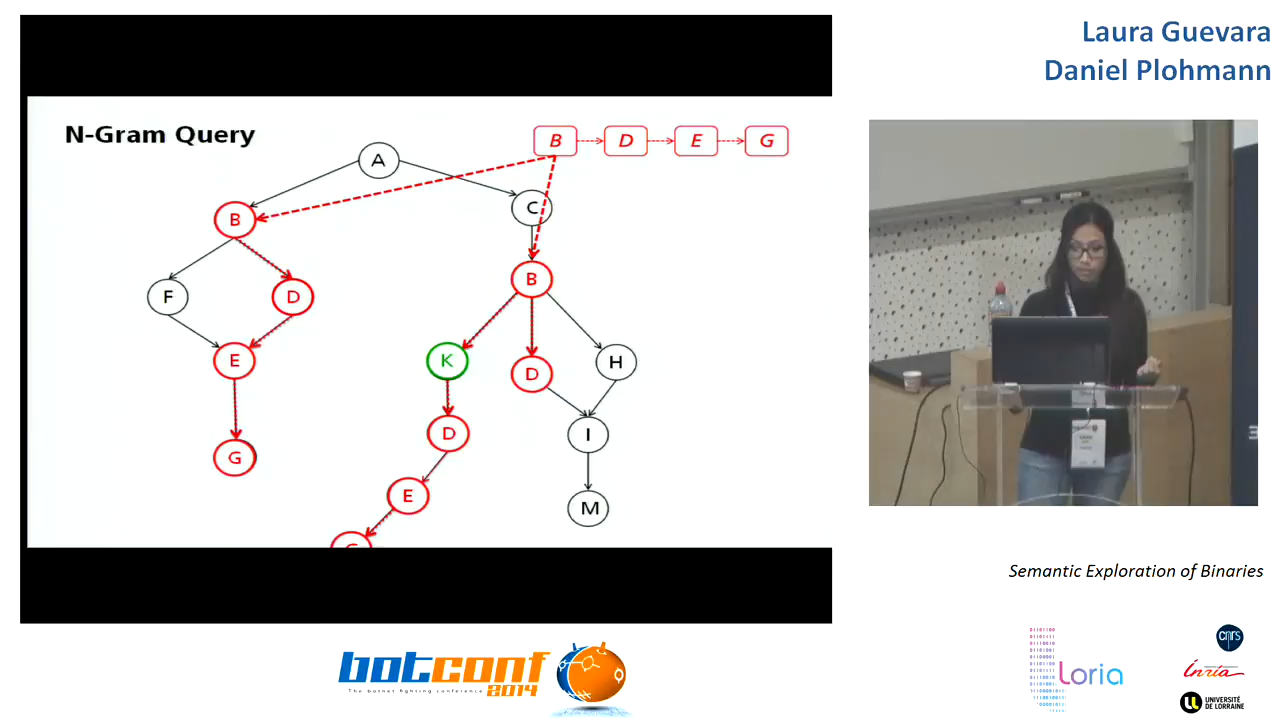 Laura Guevara
Daniel Plohmann
N-Gram Query
B D E G
A
B
C
F
D
B
E
K
D
H
G
D
I
E
M
Semantic Exploration of Binaries
botconf
The botnet fighting conference
2014
Loria
cnrs
Inria
UNIVERSITÉ
DE LORRAINE